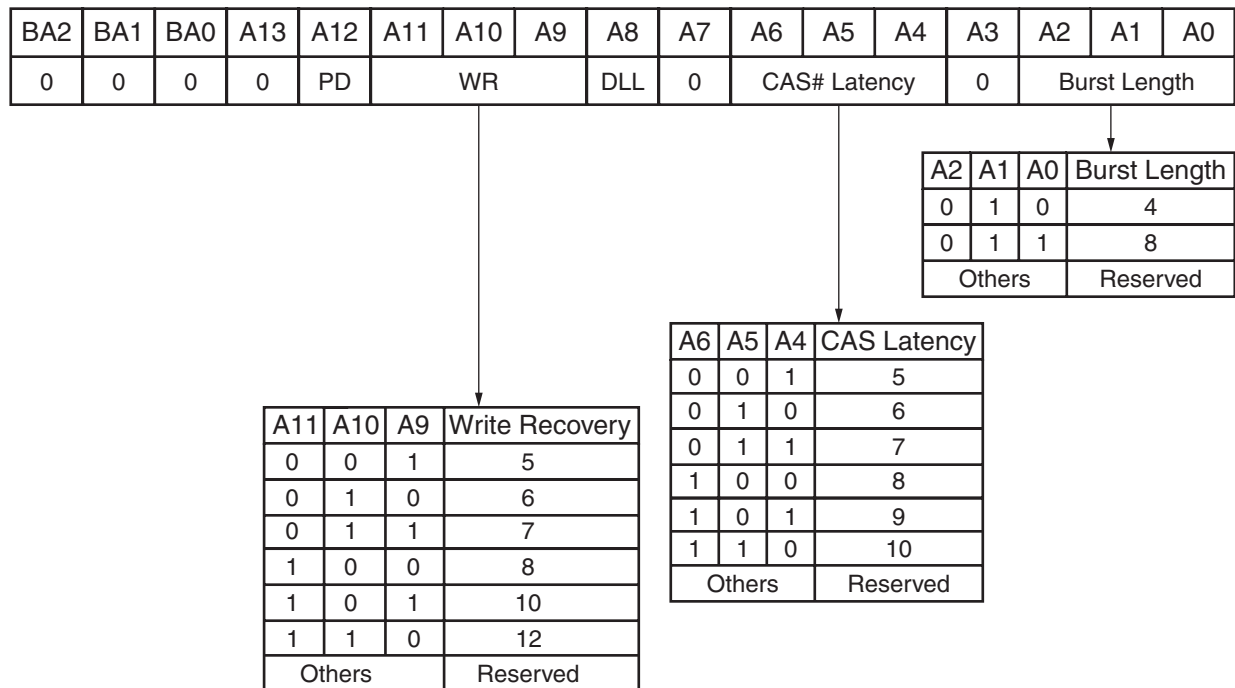 BA2 BA1 BA0 A13 A12 A11 A10 A9 A8 A7 A6 A5 A4 A3 A2 A1 A0
0 0 0 0 PD WR DLL 0 CAS# Latency 0 Burst Length
A2 A1 A0 Burst Length
0 1 0 4
0 1 1 8
Others Reserved
A6 A5 A4 CAS Latency
0 0 1 5
0 1 0 6
0 1 1 7
1 0 0 8
1 0 1 9
1 1 0 10
Others Reserved
A11 A10 A9 Write Recovery
0 0 1 5
0 1 0 6
0 1 1 7
1 0 0 8
1 0 1 10
1 1 0 12
Others Reserved